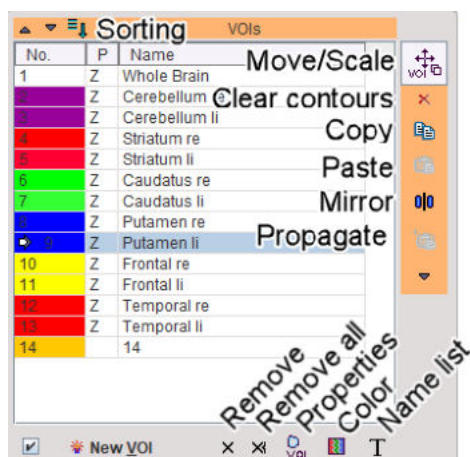 Sorting VOIs
No. P Name Move/Scale
VOI
1 Z Whole Brain
2 Z Cerebellum re Clear contours
3 Z Cerebellum li
4 Z Striatum re Copy
5 Z Striatum li Paste
6 Z Caudatus re
7 Z Caudatus li Mirror
8 Z Putamen re
9 Z Putamen li Propagate
10 Z Frontal re
11 Z Frontal li
12 Z Temporal re
13 Z Temporal li
14 14
Remove
Remove all
Properties
Color
Name list
New VOI
VOI
T